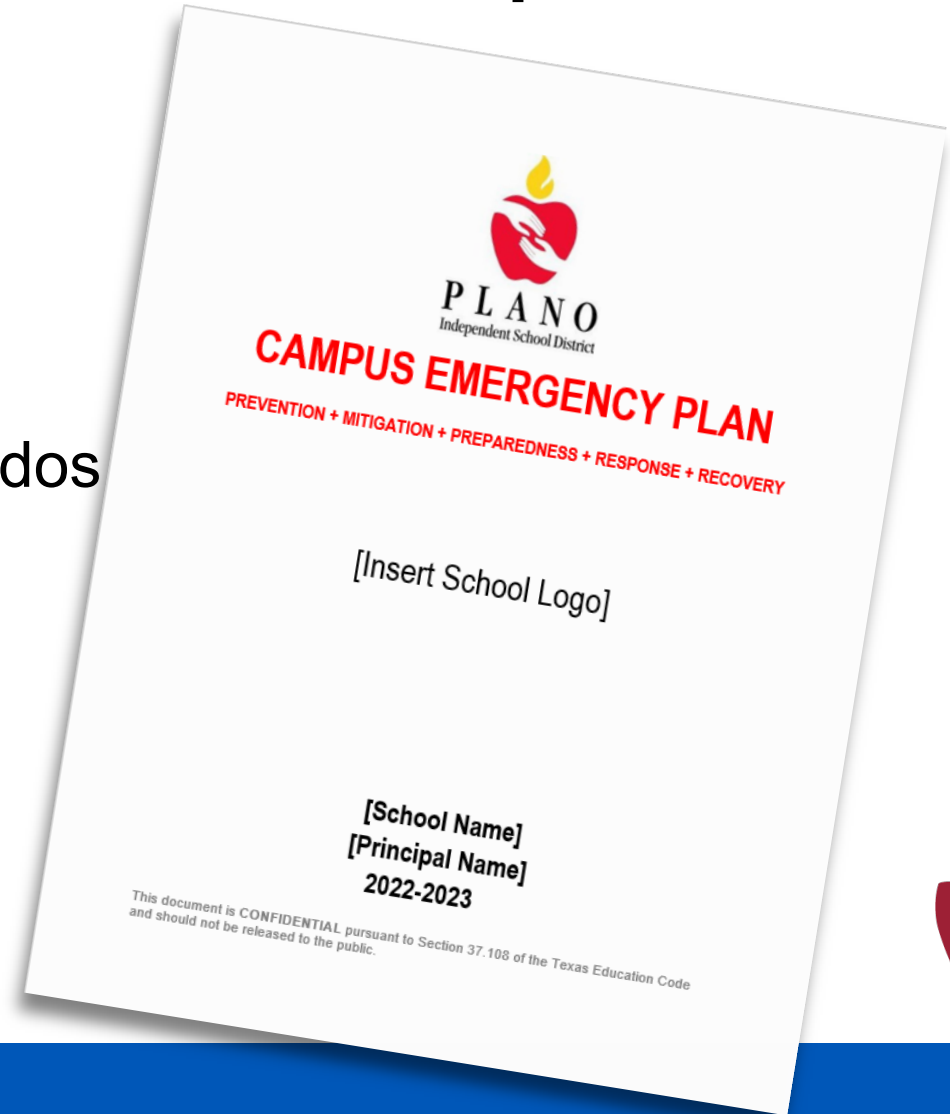 dos
PLANO
Independent School District
CAMPUS EMERGENCY PLAN
PREVENTION + MITIGATION + PREPAREDNESS + RESPONSE + RECOVERY
[Insert School Logo]
[School Name]
[Principal Name]
2022-2023
This document is CONFIDENTIAL pursuant to Section 37.108 of the Texas Education Code
and should not be released to the public.